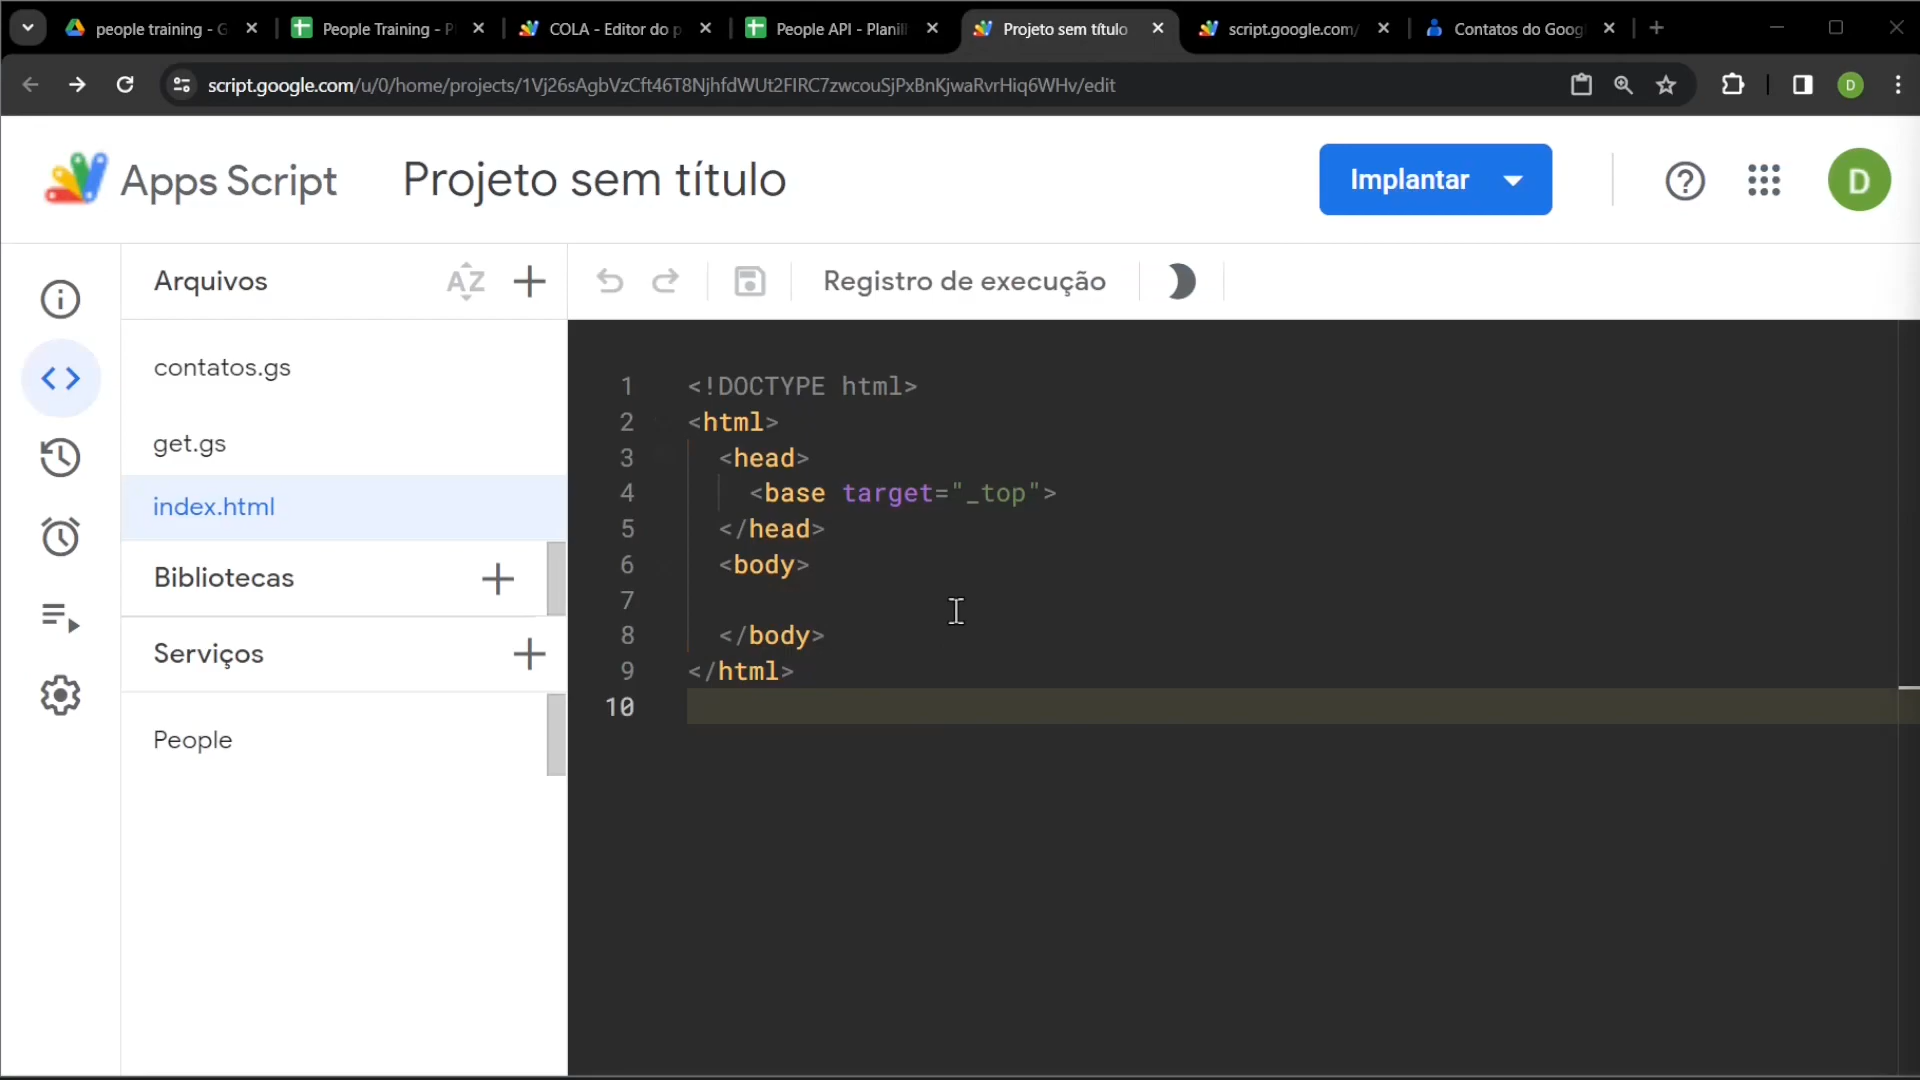 people training - G
People Training - P
COLA - Editor do p
People API - Planil
Projeto sem título
script.google.com/
Contatos do Goog
script.google.com/u/0/home/projects/1Vj26sAgbVzCft46T8NjhfdWUt2FIRC7zwcouSjPxBnKjwaRvrHiq6WHv/edit
D
Apps Script
Projeto sem título
Implantar
D
Arquivos
AZ
Registro de execução
contatos.gs
get.gs
index.html
Bibliotecas
Serviços
People
1 <!DOCTYPE html>
2 <html>
3 <head>
4 <base target="_top">
5 </head>
6 <body>
7
8 </body>
9 </html>
10